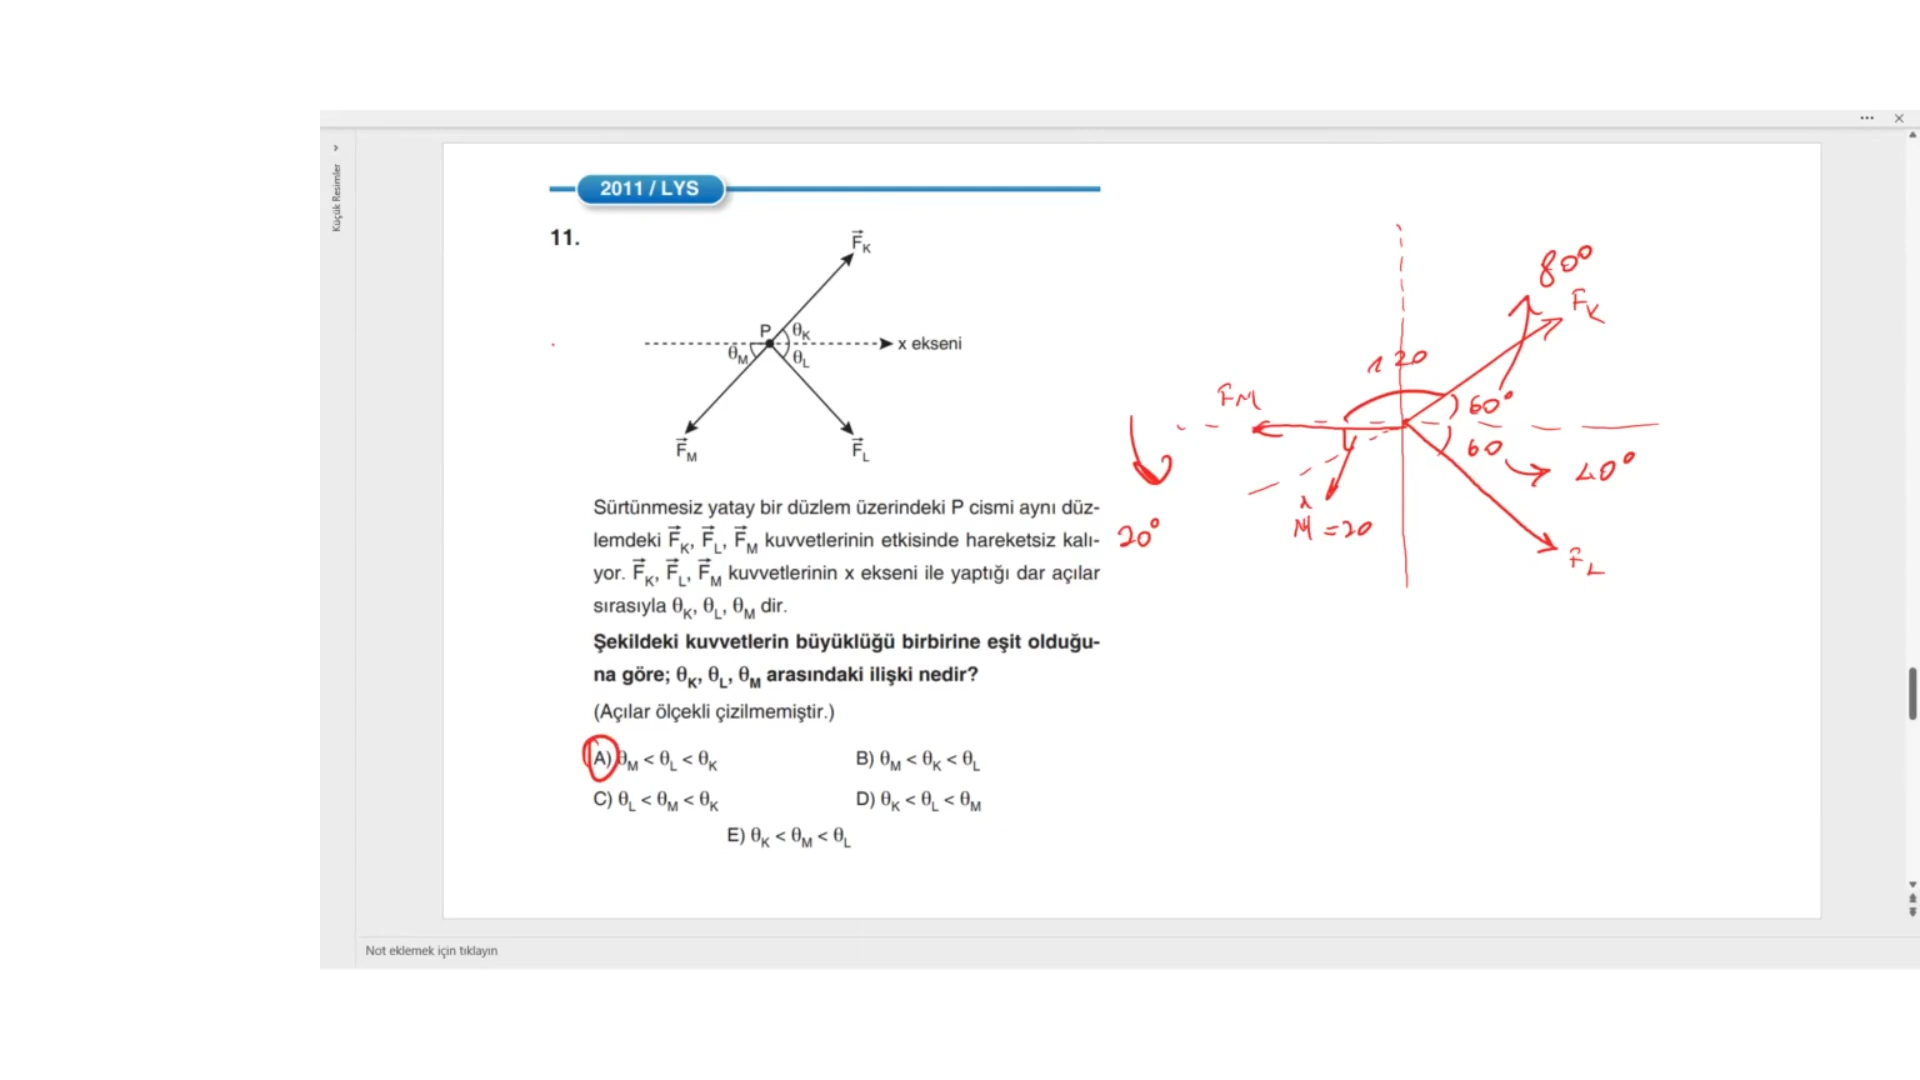 Küçük Resimler
2011 / LYS
11.
F⃗K
P θK
x ekseni
θM θL
F⃗M F⃗L
Sürtünmesiz yatay bir düzlem üzerindeki P cismi aynı düz-
lemdeki F⃗K, F⃗L, F⃗M kuvvetlerinin etkisinde hareketsiz kalı-
yor. F⃗K, F⃗L, F⃗M kuvvetlerinin x ekseni ile yaptığı dar açılar
sırasıyla θK, θL, θM dir.
Şekildeki kuvvetlerin büyüklüğü birbirine eşit olduğu-
na göre; θK, θL, θM arasındaki ilişki nedir?
(Açılar ölçekli çizilmemiştir.)
A) θM < θL < θK
B) θM < θK < θL
C) θL < θM < θK
D) θK < θL < θM
E) θK < θM < θL
80°
FK
120
FM
60°
60
40°
20°
M = 20
FL
Not eklemek için tıklayın